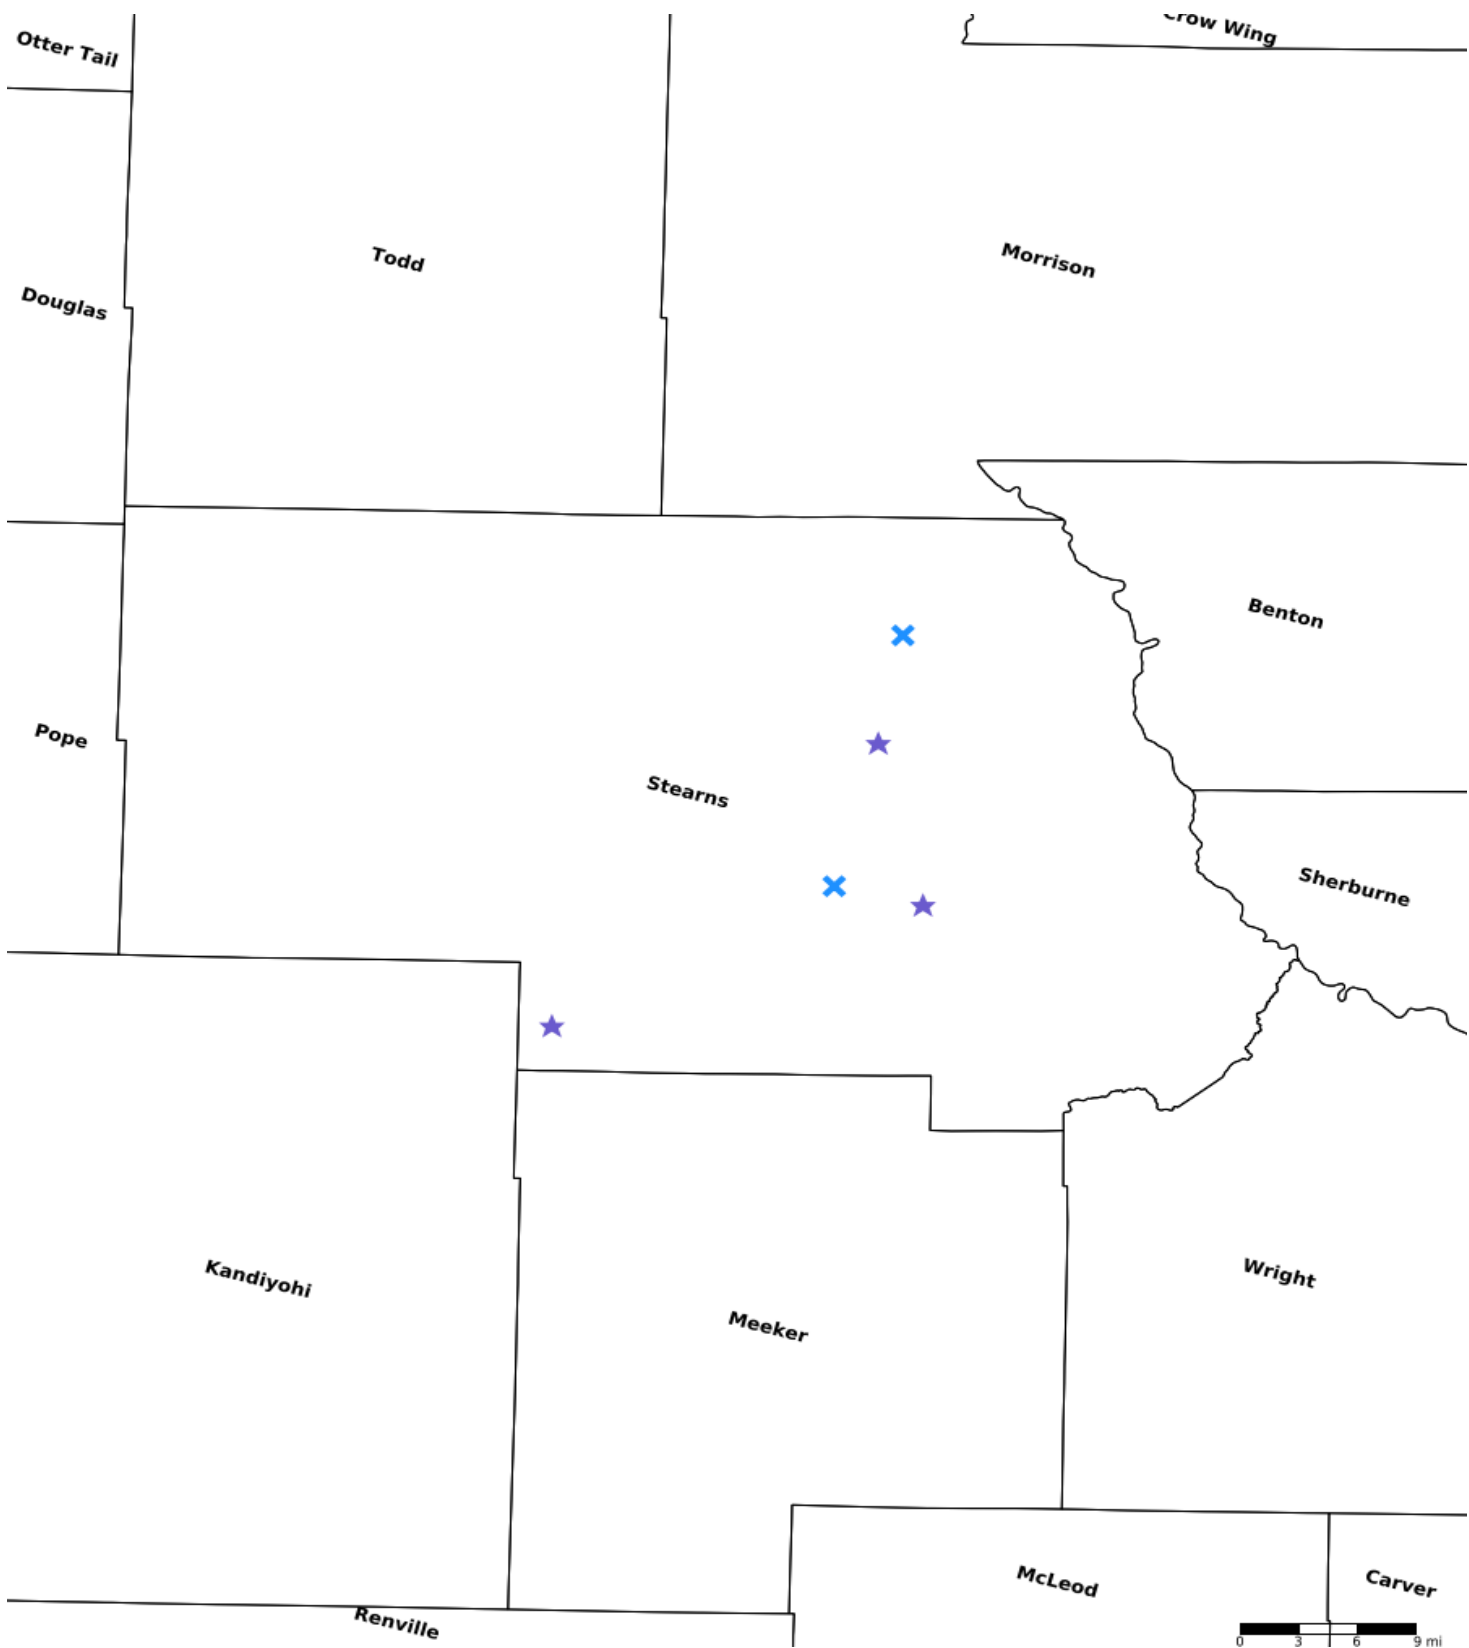 Crow Wing
Otter Tail
Todd
Morrison
Douglas
Benton
Pope
Stearns
Sherburne
Kandiyohi
Wright
Meeker
McLeod
Carver
Renville
0 3 6 9 mi